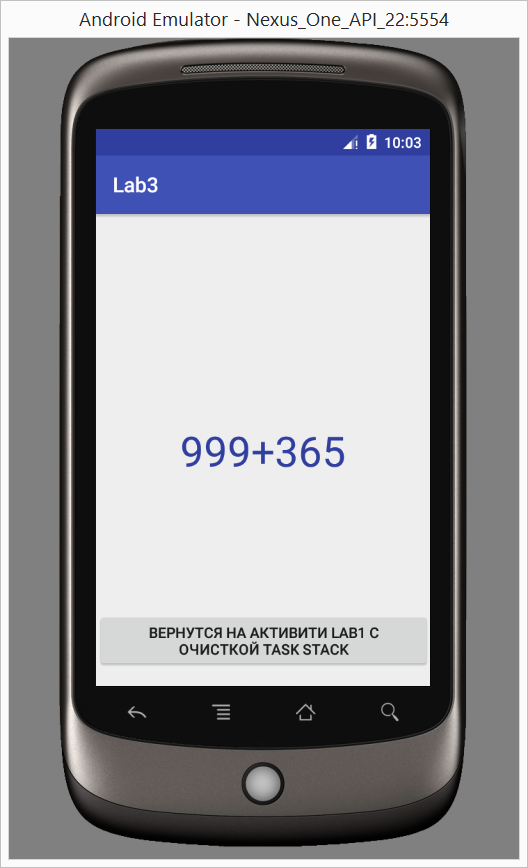 Android Emulator - Nexus_One_API_22:5554
10:03
Lab3
999+365
ВЕРНУТСЯ НА АКТИВИТИ LAB1 С
ОЧИСТКОЙ TASK STACK